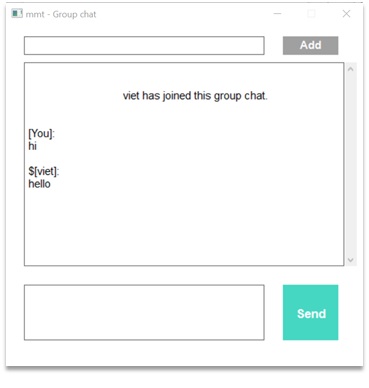 mmt - Group chat
Add
viet has joined this group chat.
[You]:
hi
$[viet]:
hello
Send